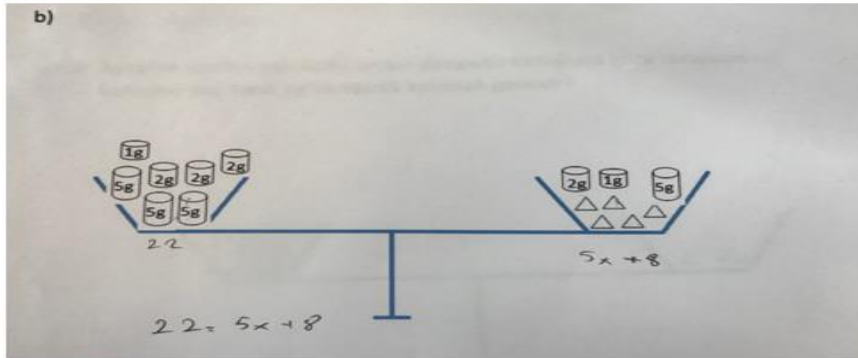 b)
1g 2g 2g 2g
5g
5g 5g
2g 1g 5g
22
5x + 8
22 = 5x + 8